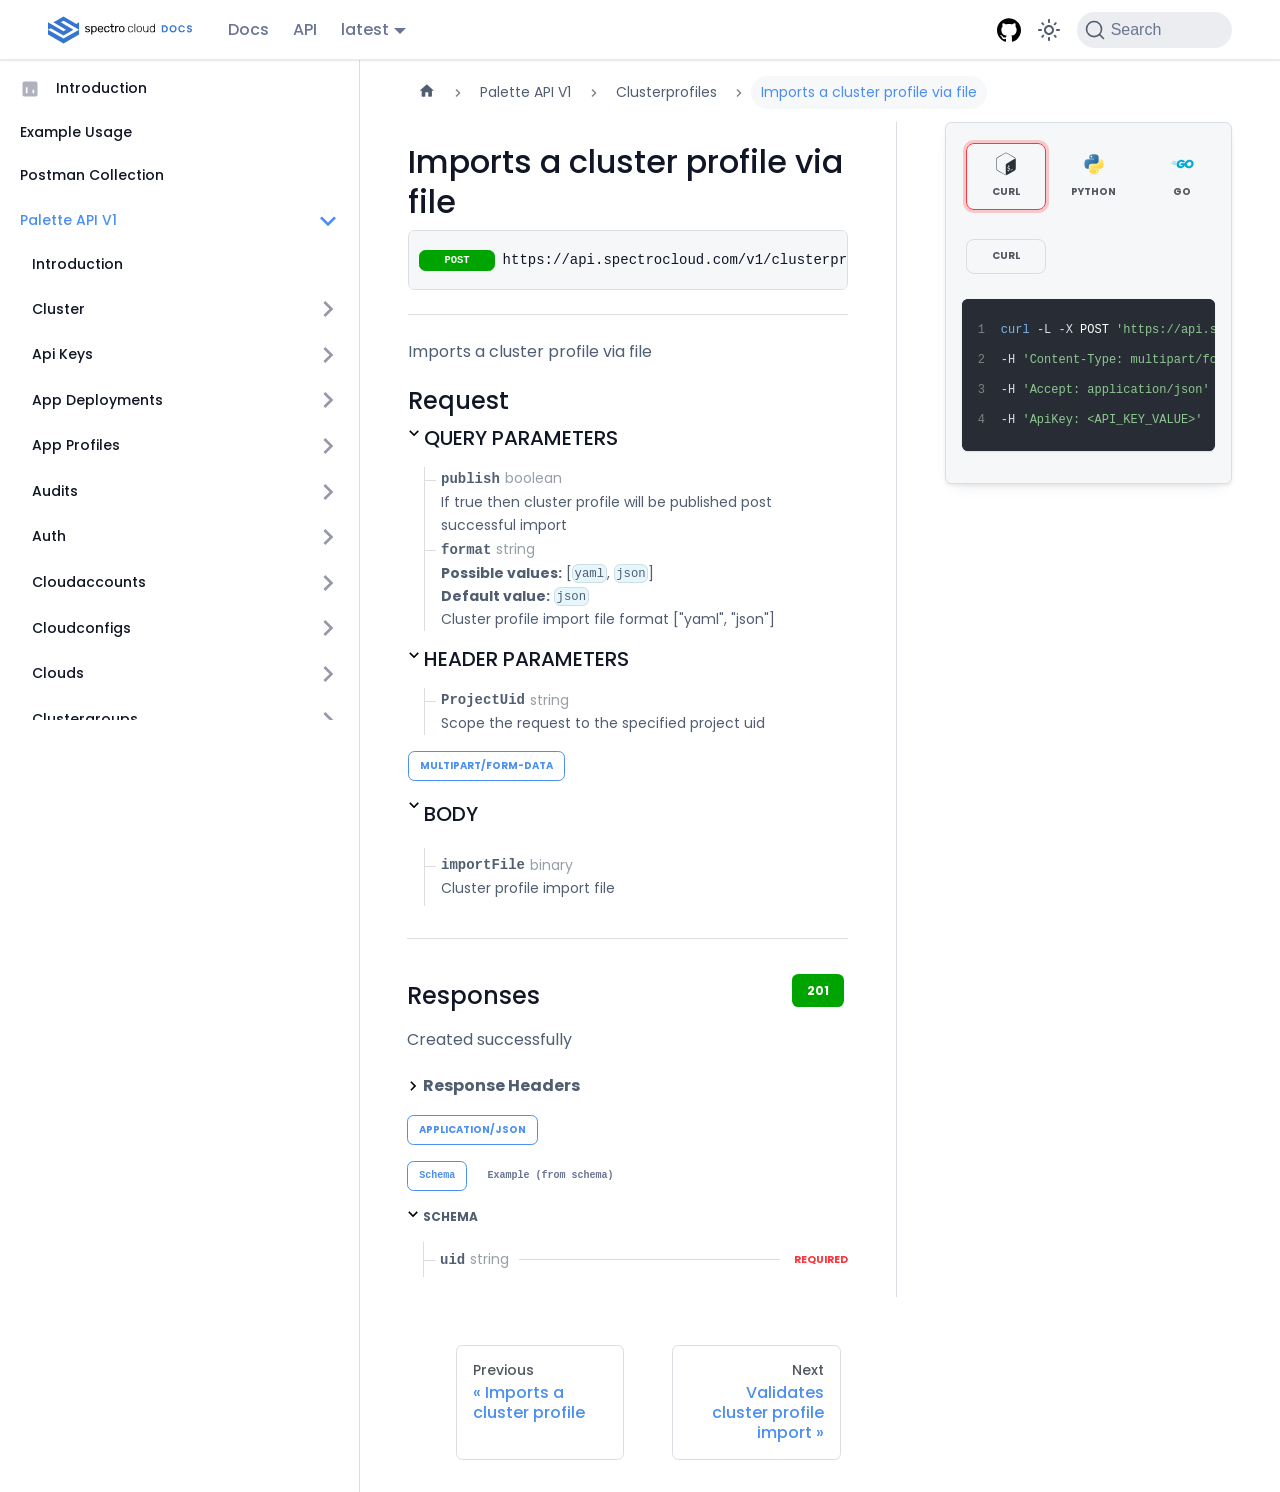 spectro cloud DOCS
Docs
API
latest
Search
Introduction
Example Usage
Postman Collection
Palette API V1
Introduction
Cluster
Api Keys
App Deployments
App Profiles
Audits
Auth
Cloudaccounts
Cloudconfigs
Clouds
Clustergroups
Palette API V1
Clusterprofiles
Imports a cluster profile via file
Imports a cluster profile via
file
POST https://api.spectrocloud.com/v1/clusterpr
Imports a cluster profile via file
Request
QUERY PARAMETERS
publish boolean
If true then cluster profile will be published post
successful import
format string
Possible values: [yaml, json]
Default value: json
Cluster profile import file format ["yaml", "json"]
HEADER PARAMETERS
ProjectUid string
Scope the request to the specified project uid
MULTIPART/FORM-DATA
BODY
importFile binary
Cluster profile import file
Responses
201
Created successfully
Response Headers
APPLICATION/JSON
Schema
Example (from schema)
SCHEMA
uid string
REQUIRED
Previous
« Imports a
cluster profile
Next
Validates
cluster profile
import »
CURL
PYTHON
GO
CURL
1 curl -L -X POST 'https://api.s
2 -H 'Content-Type: multipart/fo
3 -H 'Accept: application/json'
4 -H 'ApiKey: <API_KEY_VALUE>'